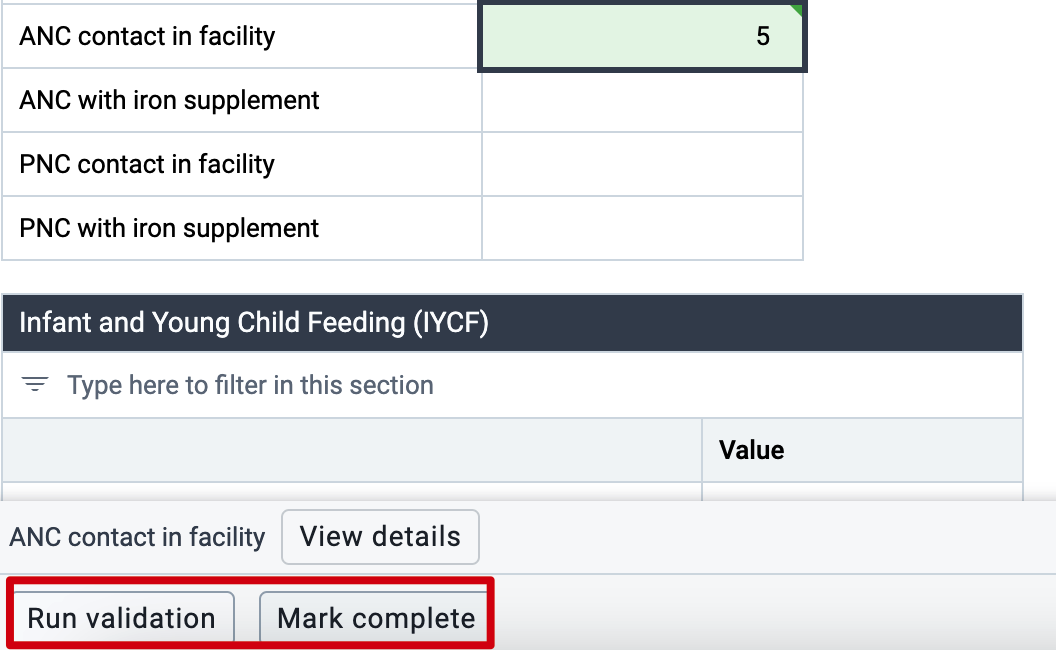 ANC contact in facility 5
ANC with iron supplement
PNC contact in facility
PNC with iron supplement
Infant and Young Child Feeding (IYCF)
Type here to filter in this section
Value
ANC contact in facility View details
Run validation Mark complete